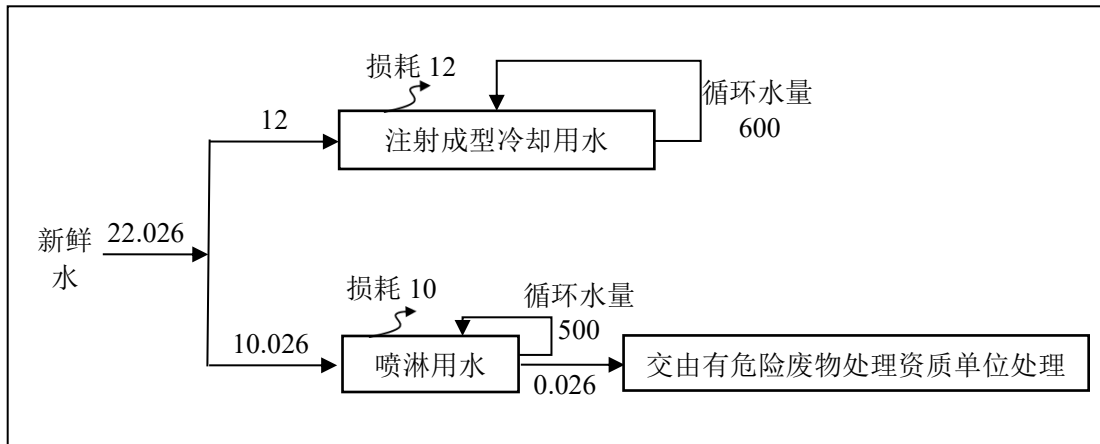 损耗 12
循环水量
600
12
注射成型冷却用水
新鲜
水
22.026
损耗 10
循环水量
500
10.026
喷淋用水
0.026
交由有危险废物处理资质单位处理